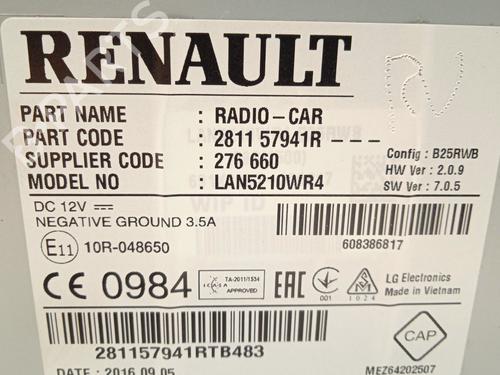 RENAULT
PART NAME : RADIO-CAR
PART CODE : 2811 57941R ---
SUPPLIER CODE : 276 660
MODEL NO : LAN5210WR4
Config : B25RWB
HW Ver : 2.0.9
SW Ver : 7.0.5
DC 12V
NEGATIVE GROUND 3.5A
E11 10R-048650
608386817
CE 0984
ICASA
TA-2011/1534
APPROVED
EAC
001
1024
LG Electronics
Made in Vietnam
281157941RTB483
CAP
DATE : 2016.09.05
MEZ64202507